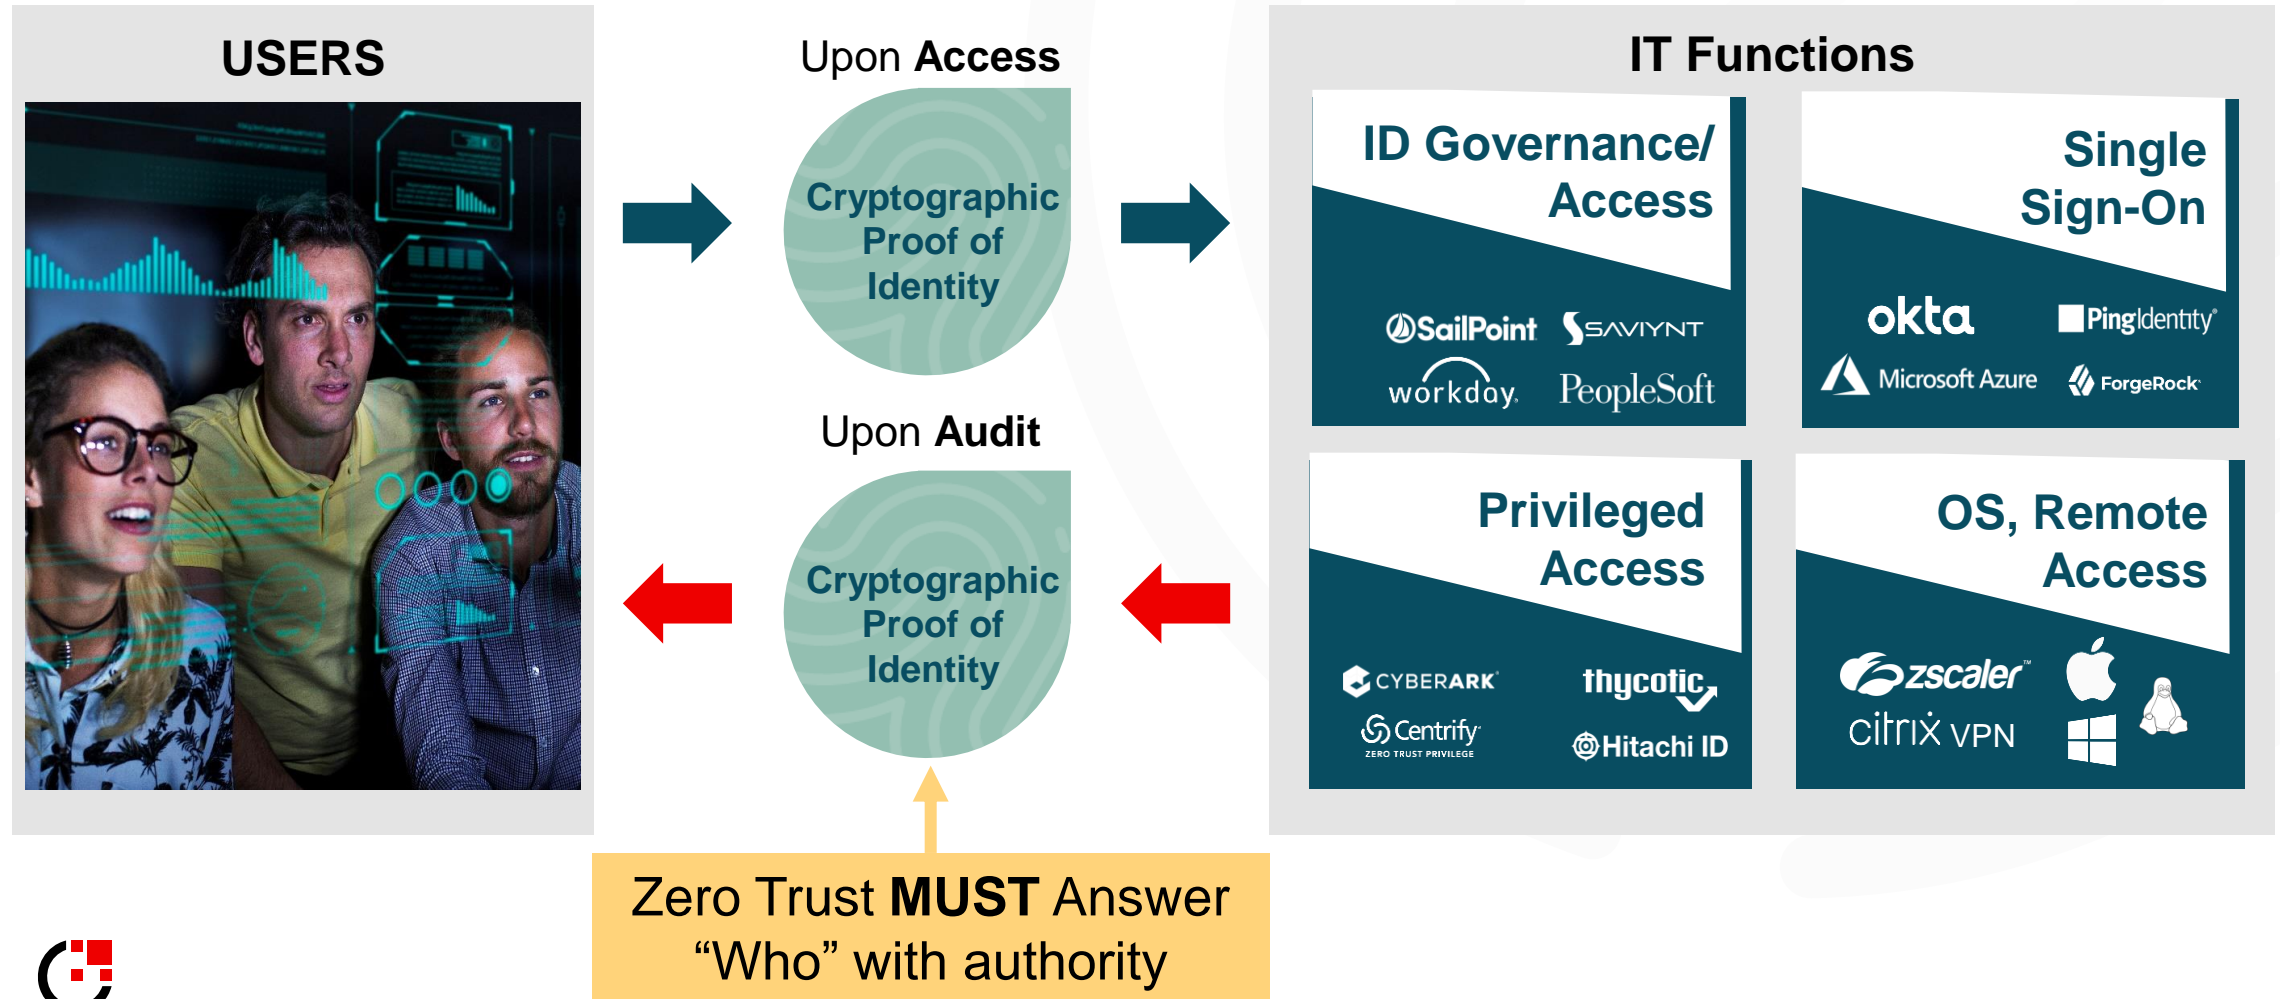 USERS
Upon Access
Cryptographic
Proof of
Identity
Upon Audit
Cryptographic
Proof of
Identity
Zero Trust MUST Answer
“Who” with authority
IT Functions
ID Governance/
Access
SailPoint
SAVIYNT
workday.
PeopleSoft
Single
Sign-On
okta
PingIdentity®
Microsoft Azure
ForgeRock
Privileged
Access
CYBERARK®
thycotic
Centrify
ZERO TRUST PRIVILEGE
Hitachi ID
OS, Remote
Access
zscaler™
citrix VPN